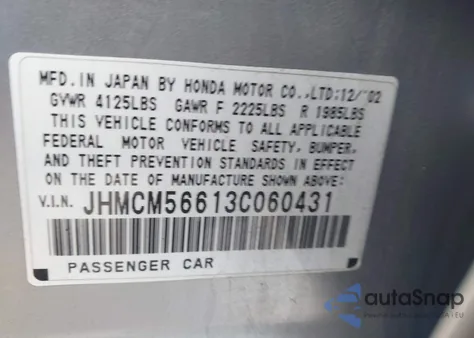 MFD. IN JAPAN BY HONDA MOTOR CO.,LTD:12/'02
GVWR 4125LBS GAWR F 2225LBS R 1985LBS
THIS VEHICLE CONFORMS TO ALL APPLICABLE
FEDERAL MOTOR VEHICLE SAFETY, BUMPER,
AND THEFT PREVENTION STANDARDS IN EFFECT
ON THE DATE OF MANUFACTURE SHOWN ABOVE:
V.I.N. JHMCM56613C060431
PASSENGER CAR
autaSnap